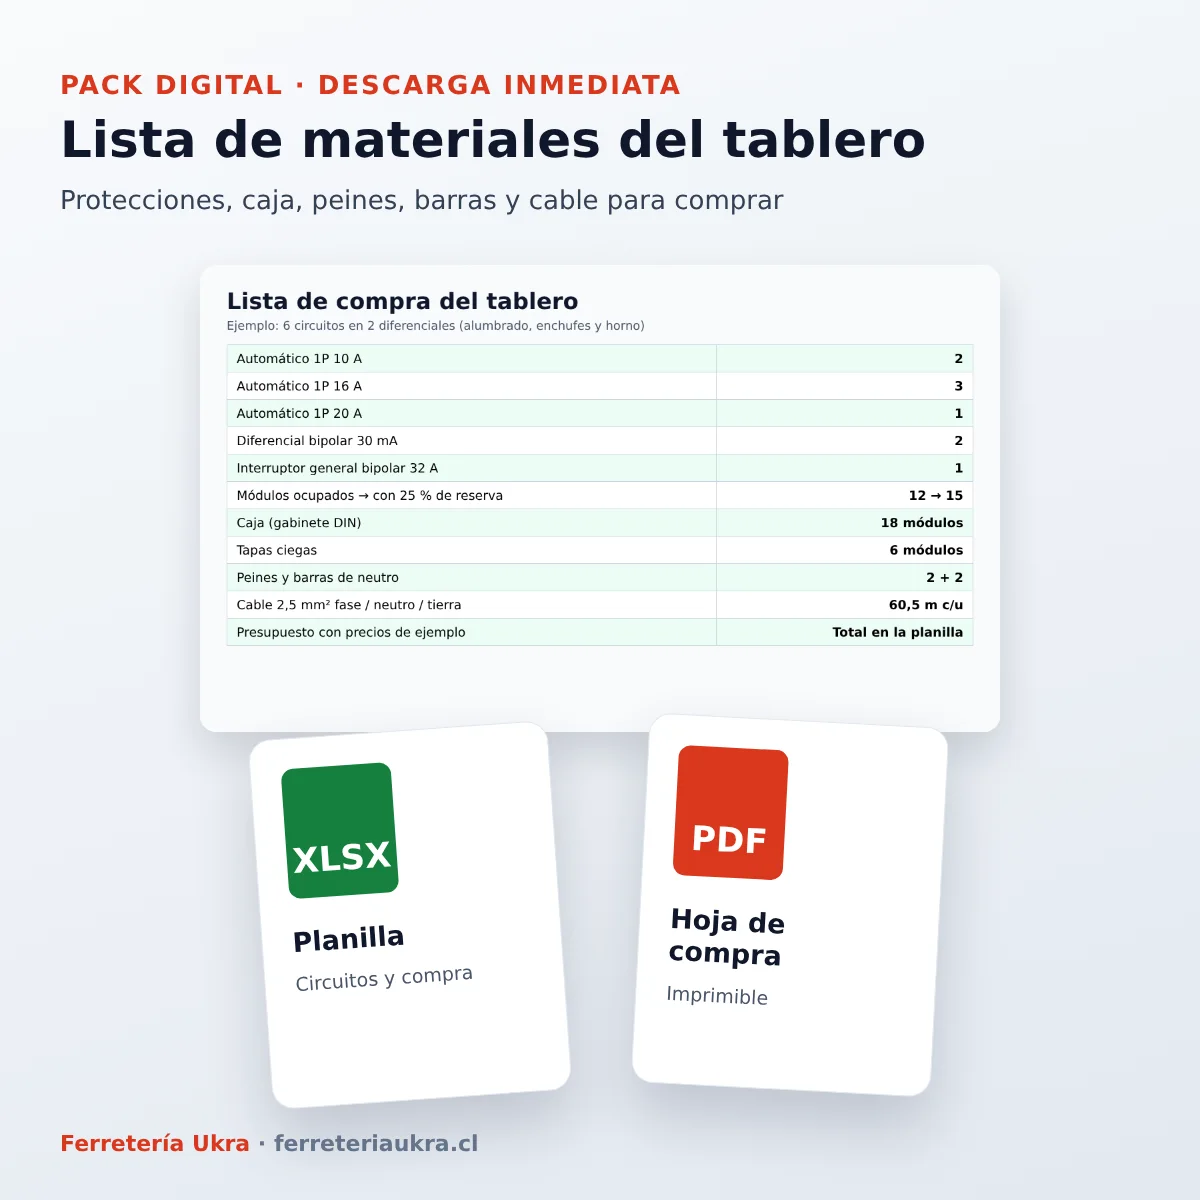 PACK DIGITAL · DESCARGA INMEDIATA
Lista de materiales del tablero
Protecciones, caja, peines, barras y cable para comprar
Lista de compra del tablero
Ejemplo: 6 circuitos en 2 diferenciales (alumbrado, enchufes y horno)
Automático 1P 10 A 2
Automático 1P 16 A 3
Automático 1P 20 A 1
Diferencial bipolar 30 mA 2
Interruptor general bipolar 32 A 1
Módulos ocupados → con 25 % de reserva 12 → 15
Caja (gabinete DIN) 18 módulos
Tapas ciegas 6 módulos
Peines y barras de neutro 2 + 2
Cable 2,5 mm² fase / neutro / tierra 60,5 m c/u
Presupuesto con precios de ejemplo Total en la planilla
XLSX
Planilla
Circuitos y compra
PDF
Hoja de
compra
Imprimible
Ferretería Ukra · ferreteriaukra.cl